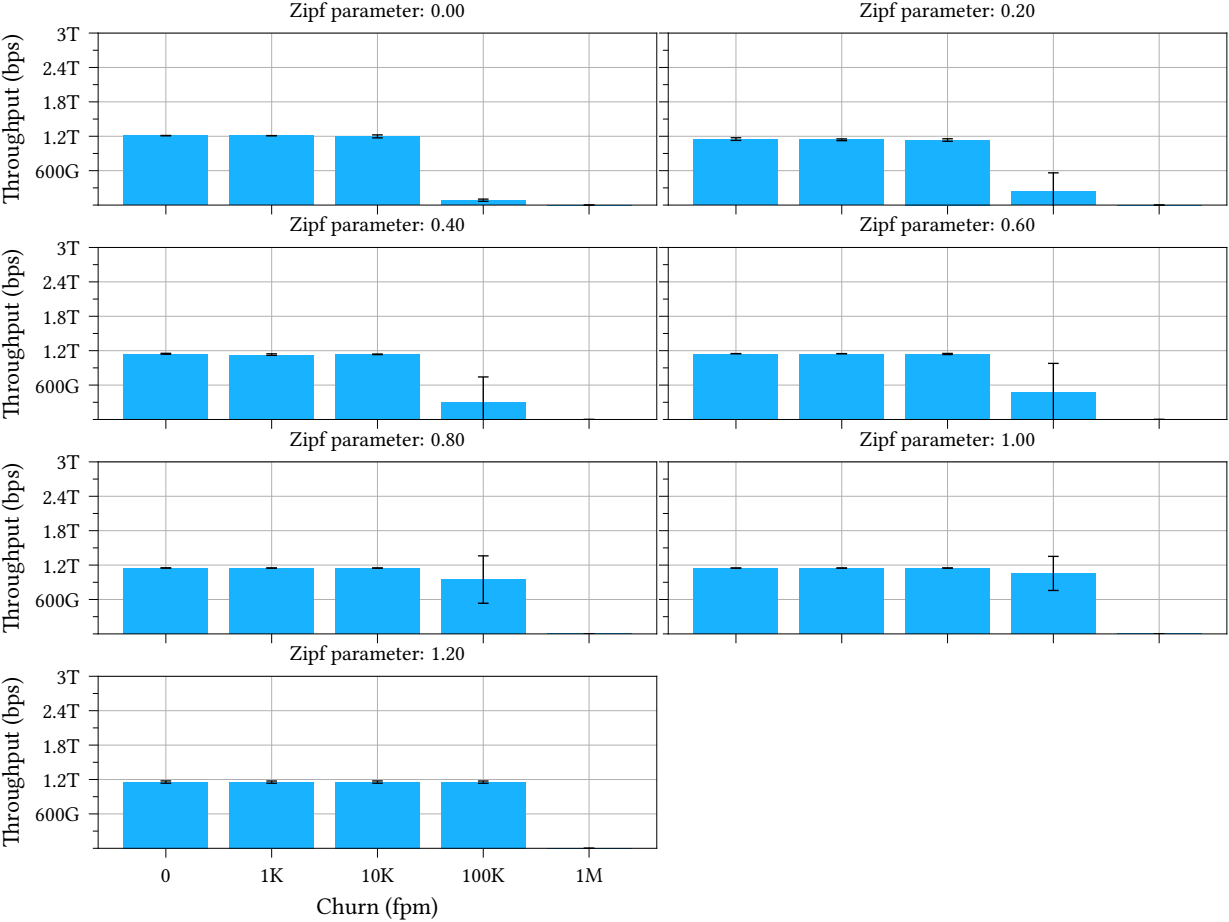 Zipf parameter: 0.00
Zipf parameter: 0.20
Throughput (bps)
3T
2.4T
1.8T
1.2T
600G
Zipf parameter: 0.40
Zipf parameter: 0.60
Throughput (bps)
3T
2.4T
1.8T
1.2T
600G
Zipf parameter: 0.80
Zipf parameter: 1.00
Throughput (bps)
3T
2.4T
1.8T
1.2T
600G
Zipf parameter: 1.20
Throughput (bps)
3T
2.4T
1.8T
1.2T
600G
0 1K 10K 100K 1M
Churn (fpm)